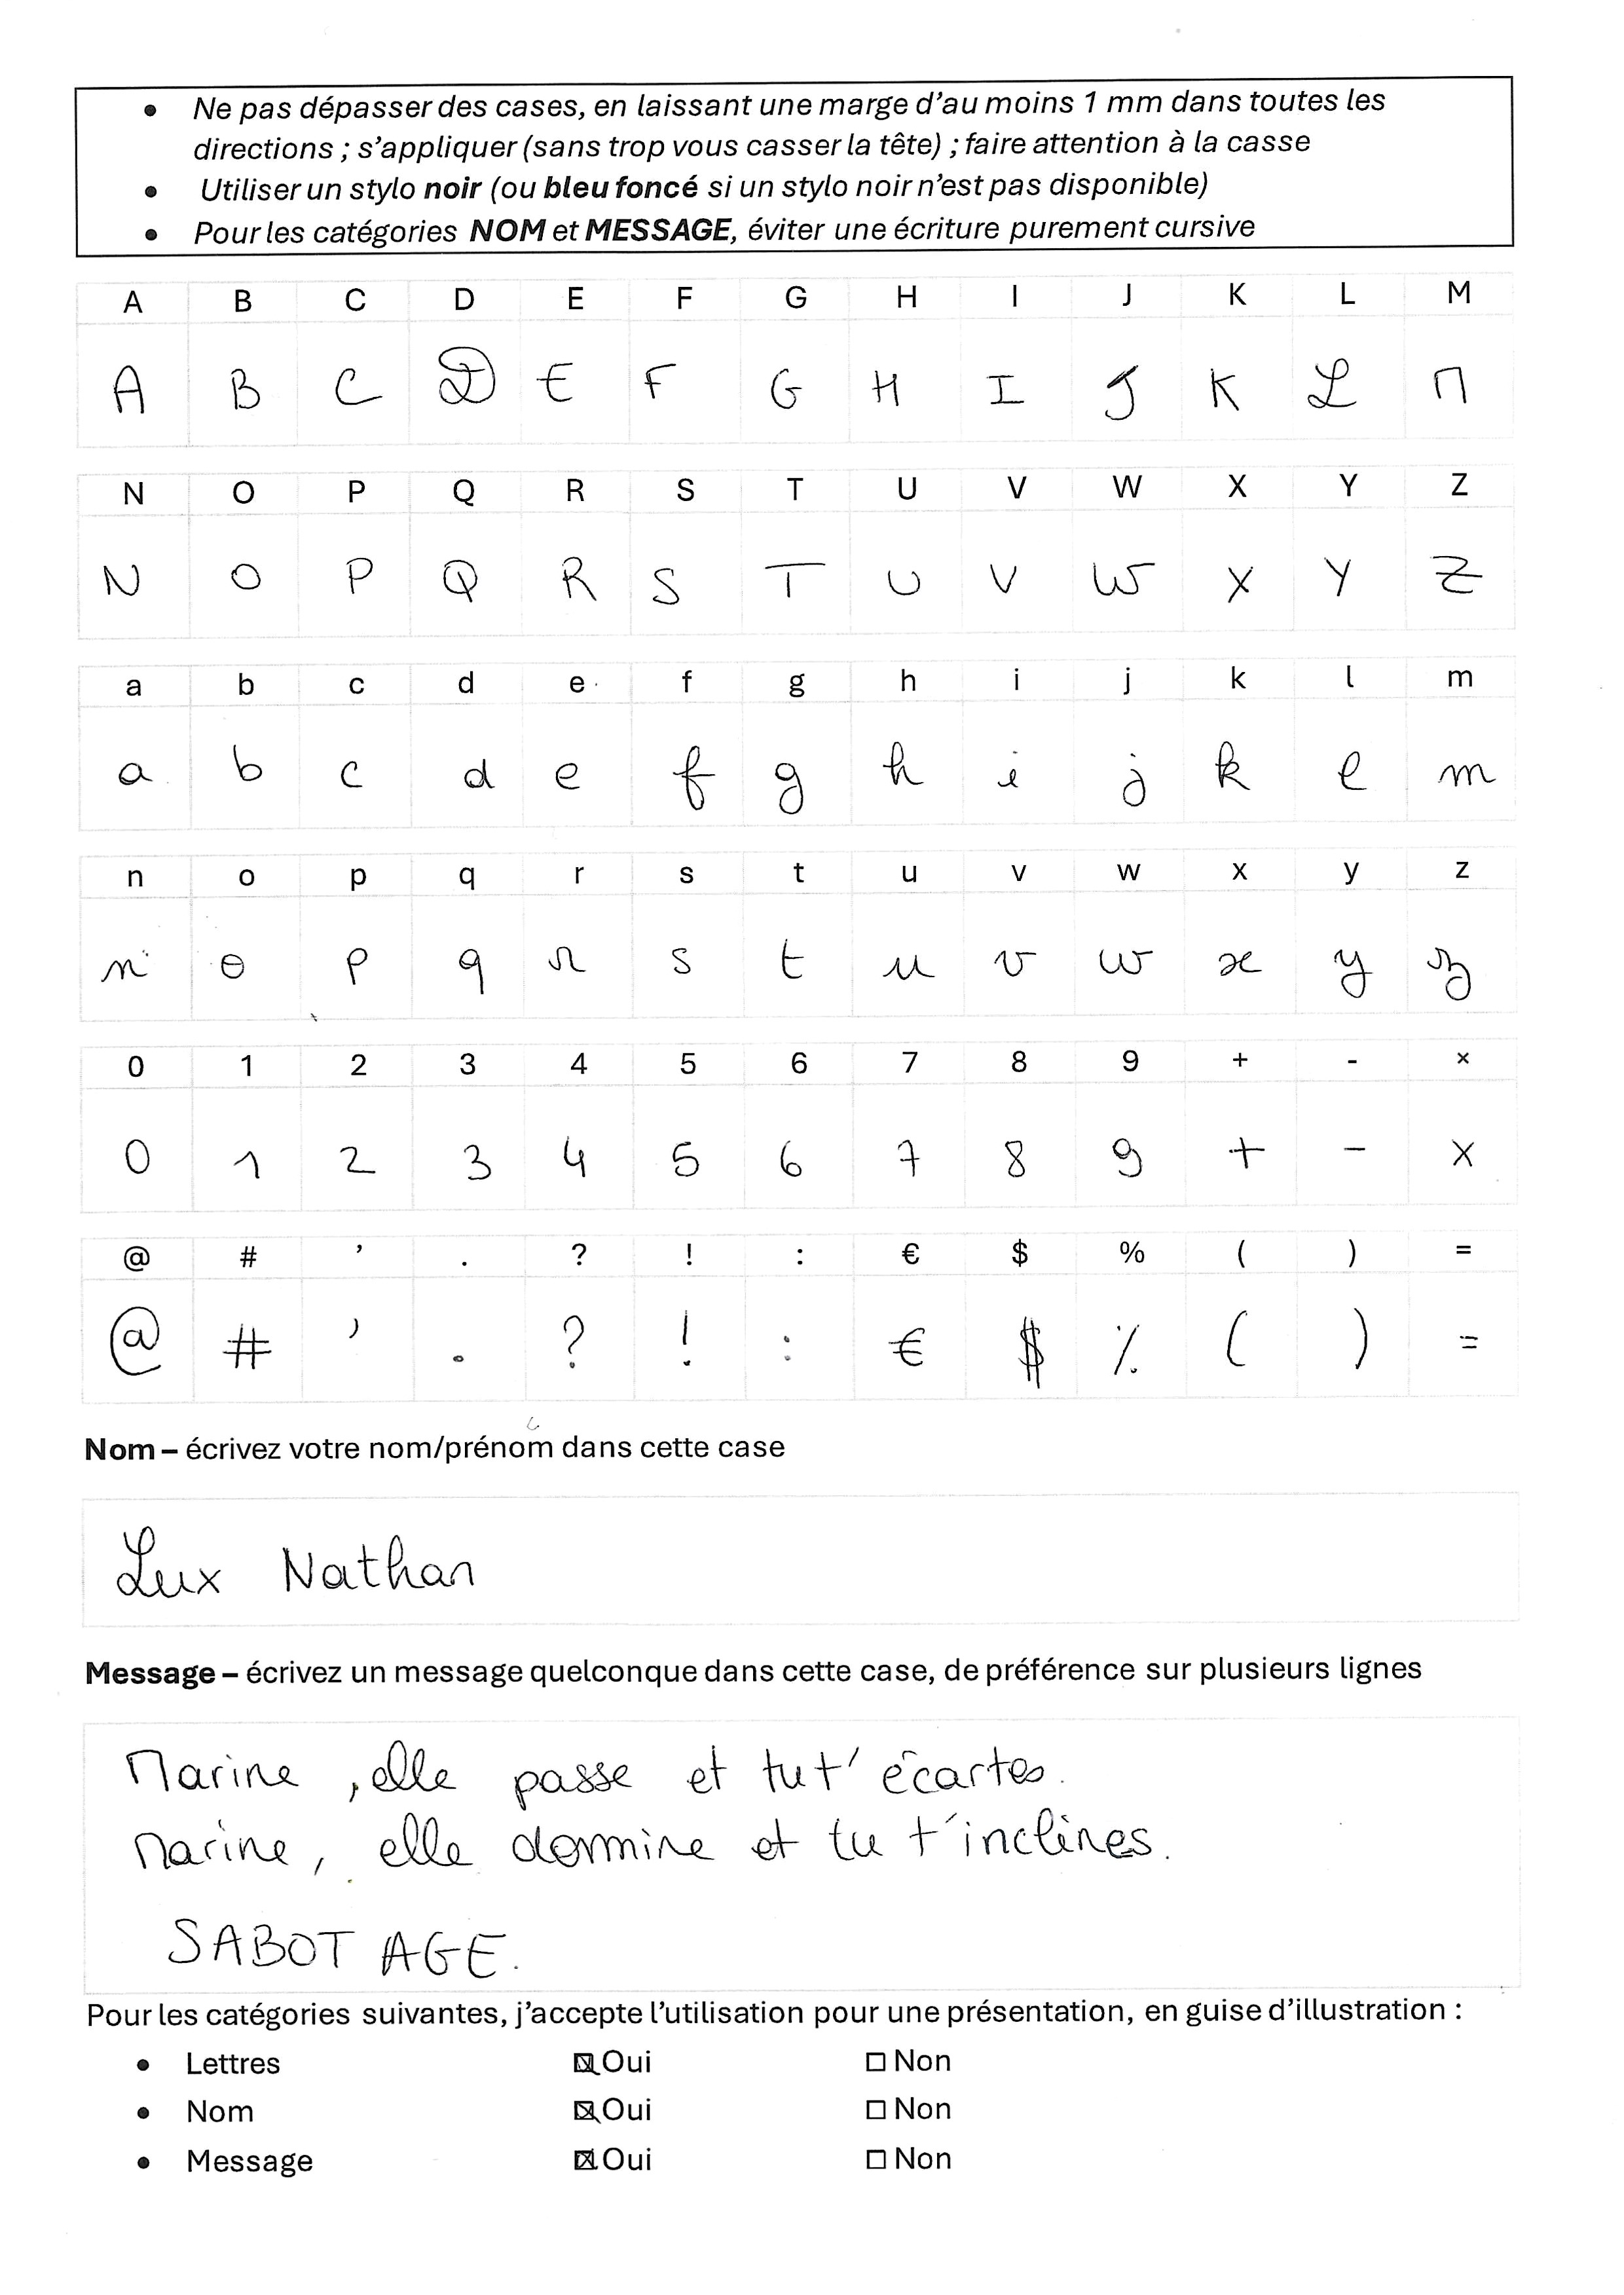 • Ne pas dépasser des cases, en laissant une marge d'au moins 1 mm dans toutes les
directions ; s'appliquer (sans trop vous casser la tête) ; faire attention à la casse
• Utiliser un stylo noir (ou bleu foncé si un stylo noir n'est pas disponible)
• Pour les catégories NOM et MESSAGE, éviter une écriture purement cursive
A B C D E F G H I J K L M
A B C D E F G H I J K L M
N O P Q R S T U V W X Y Z
N O P Q R S T U V W X Y Z
a b c d e f g h i j k l m
a b c d e f g h i j k l m
n o p q r s t u v w x y z
n o p q r s t u v w x y z
0 1 2 3 4 5 6 7 8 9 + - ×
0 1 2 3 4 5 6 7 8 9 + - ×
@ # ' . ? ! : € $ % ( ) =
@ # ' . ? ! : € $ % ( ) =
Nom – écrivez votre nom/prénom dans cette case
Lux Nathan
Message – écrivez un message quelconque dans cette case, de préférence sur plusieurs lignes
Marine , elle passe et tu t' écartes.
Marine, elle domine et tu t'inclines.
SABOTAGE.
Pour les catégories suivantes, j'accepte l'utilisation pour une présentation, en guise d'illustration :
• Lettres ☒ Oui ☐ Non
• Nom ☒ Oui ☐ Non
• Message ☒ Oui ☐ Non